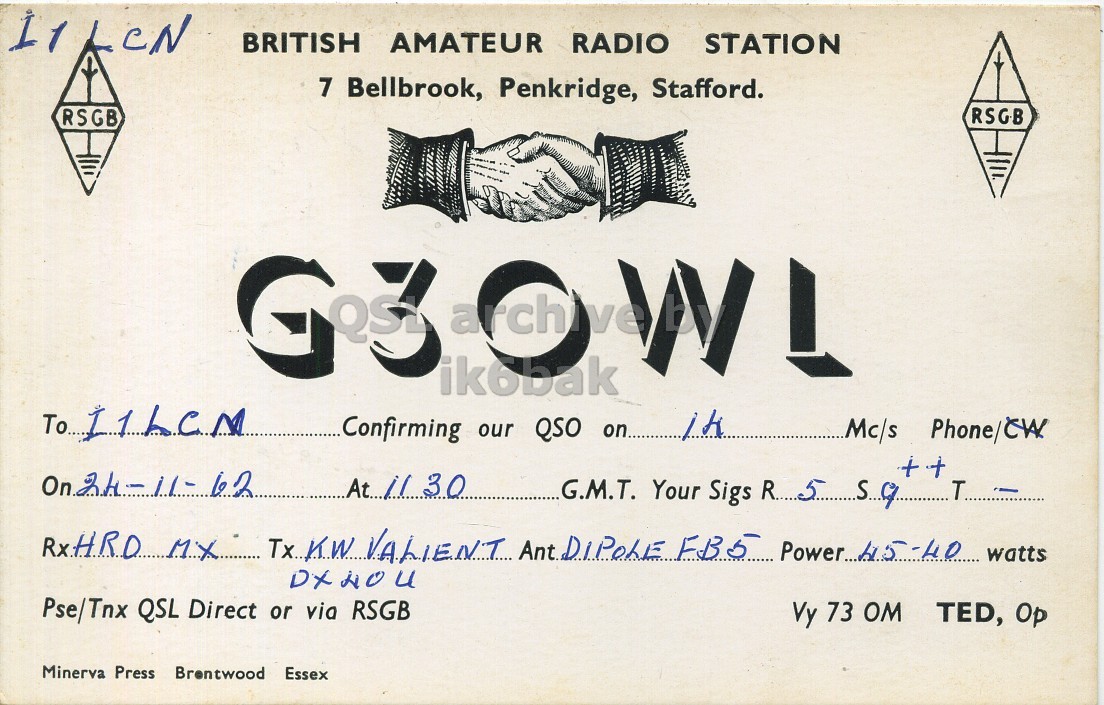 I1LCN
BRITISH AMATEUR RADIO STATION
7 Bellbrook, Penkridge, Stafford.
RSGB RSGB
G3OWL
QSL archive by
ik6bak
To I1LCN Confirming our QSO on 14 Mc/s Phone/CW
On 24-11-62 At 1130 G.M.T. Your Sigs R 5 S 9++ T -
Rx HRO MX Tx KW VALIENT Ant DIPOLE FB5 Power 45-40 watts
DX40U
Pse/Tnx QSL Direct or via RSGB Vy 73 OM TED, Op
Minerva Press Brentwood Essex